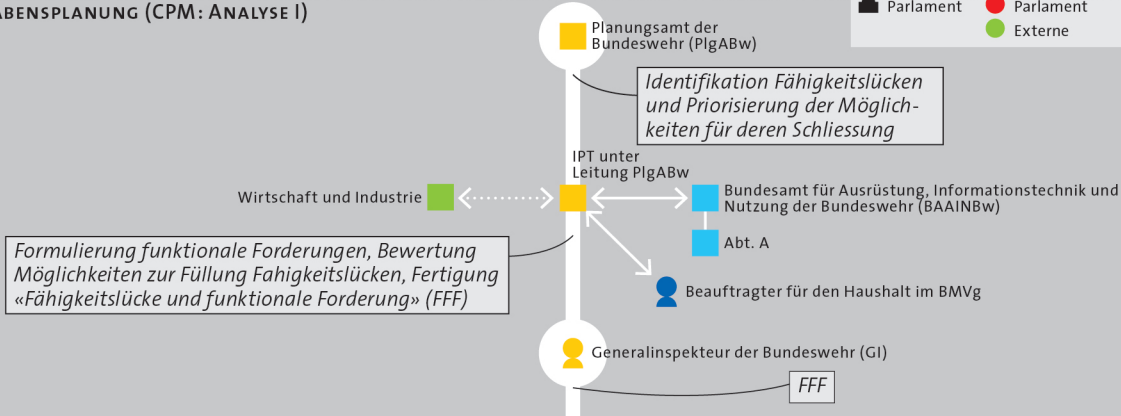 ABENSPLANUNG (CPM: ANALYSE I)
Parlament
Parlament
Externe
Planungsamt der
Bundeswehr (PlgABw)
Identifikation Fähigkeitslücken
und Priorisierung der Möglich-
keiten für deren Schliessung
IPT unter
Leitung PlgABw
Wirtschaft und Industrie
Bundesamt für Ausrüstung, Informationstechnik und
Nutzung der Bundeswehr (BAAINBw)
Abt. A
Formulierung funktionale Forderungen, Bewertung
Möglichkeiten zur Füllung Fahigkeitslücken, Fertigung
«Fähigkeitslücke und funktionale Forderung» (FFF)
Beauftragter für den Haushalt im BMVg
Generalinspekteur der Bundeswehr (GI)
FFF